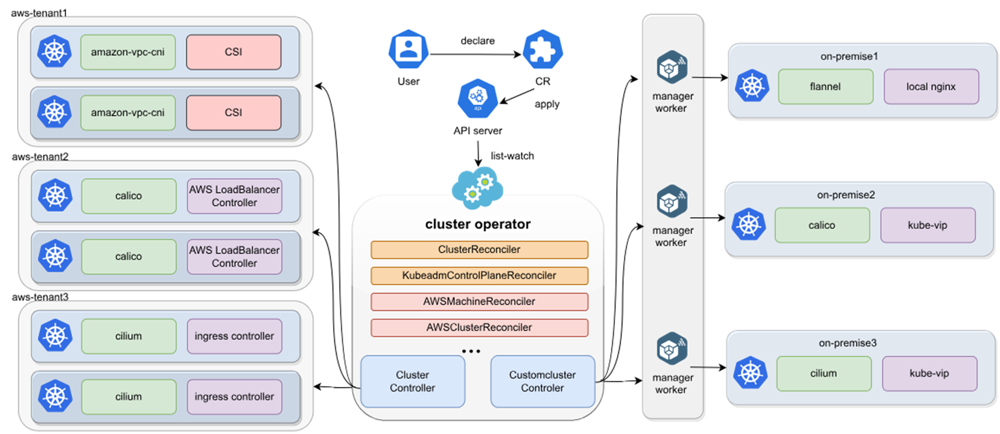 aws-tenant1
amazon-vpc-cni
CSI
amazon-vpc-cni
CSI
aws-tenant2
calico
AWS LoadBalancer
Controller
calico
AWS LoadBalancer
Controller
aws-tenant3
cilium
ingress controller
cilium
ingress controller
declare
User
CR
apply
api
API server
list-watch
cluster operator
ClusterReconciler
KubeadmControlPlaneReconciler
AWSMachineReconciler
AWSClusterReconciler
...
Cluster
Controller
Customcluster
Controler
manager
worker
manager
worker
manager
worker
on-premise1
flannel
local nginx
on-premise2
calico
kube-vip
on-premise3
cilium
kube-vip